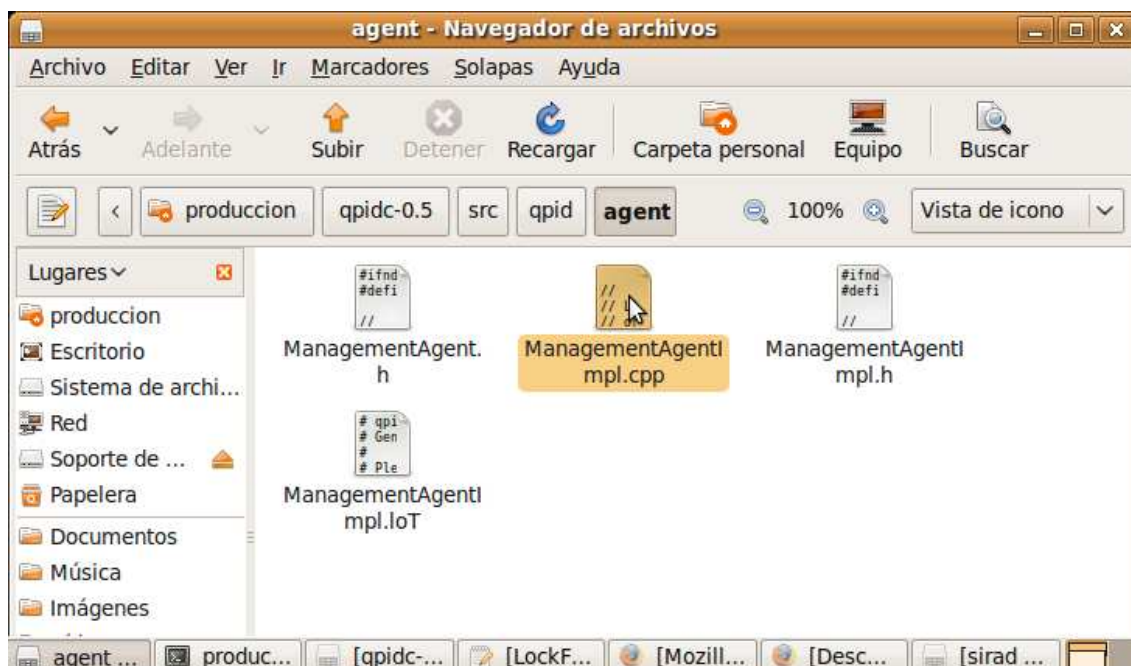 agent - Navegador de archivos
Archivo Editar Ver Ir Marcadores Solapas Ayuda
Atrás Adelante Subir Detener Recargar Carpeta personal Equipo Buscar
produccion qpidc-0.5 src qpid agent 100% Vista de icono
Lugares
produccion
Escritorio
Sistema de archi...
Red
Soporte de ...
Papelera
Documentos
Música
Imágenes
#ifnd
#defi
//
ManagementAgent.
h
//
//
//
ManagementAgentI
mpl.cpp
#ifnd
#defi
//
ManagementAgentI
mpl.h
# qpi
# Gen
#
# Ple
ManagementAgentI
mpl.loT
agent ... produc... [qpidc-... [LockF... [Mozill... [Desc... [sirad ...